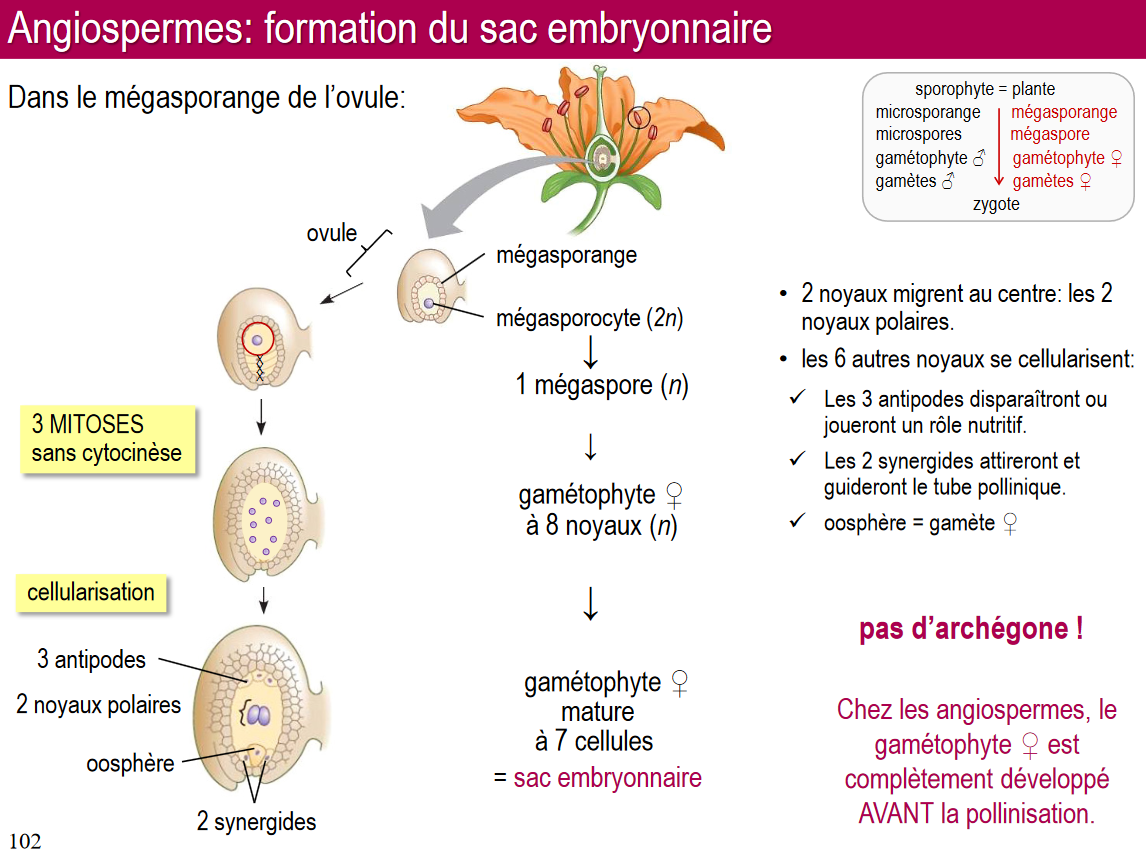 Angiospermes: formation du sac embryonnaire
Dans le mégasporange de l’ovule:
sporophyte = plante
microsporange mégasporange
microspores mégaspore
gamétophyte ♂ gamétophyte ♀
gamètes ♂ gamètes ♀
zygote
ovule
mégasporange
mégasporocyte (2n)
↓
1 mégaspore (n)
↓
gamétophyte ♀
à 8 noyaux (n)
↓
gamétophyte ♀
mature
à 7 cellules
= sac embryonnaire
3 MITOSES
sans cytocinèse
cellularisation
3 antipodes
2 noyaux polaires
{
oosphère
2 synergides
• 2 noyaux migrent au centre: les 2
noyaux polaires.
• les 6 autres noyaux se cellularisent:
✓ Les 3 antipodes disparaîtront ou
joueront un rôle nutritif.
✓ Les 2 synergides attireront et
guideront le tube pollinique.
✓ oosphère = gamète ♀
pas d’archégone !
Chez les angiospermes, le
gamétophyte ♀ est
complètement développé
AVANT la pollinisation.
102